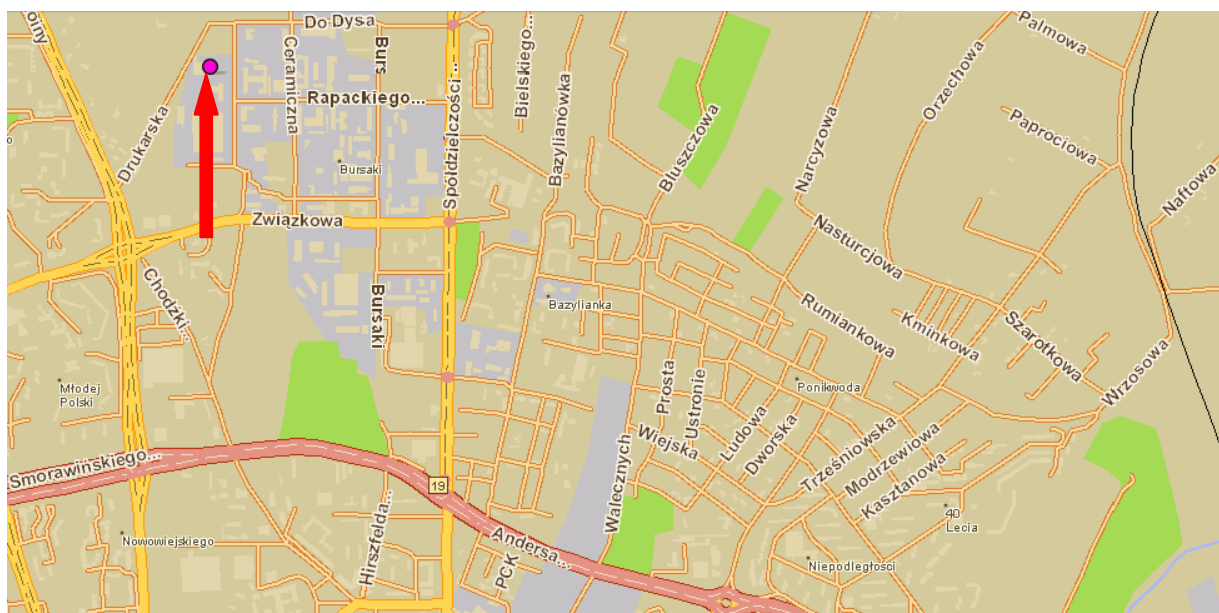 Do Dysa
Palmowa
Ceramiczna
Burs
Spółdzielczości ..
Bielskiego...
Bazylianówka
Bluszczowa
Narcyzowa
Orzechowa
Rapackiego...
Paprociowa
Drukarska
Bursaki
Naftowa
Związkowa
Nasturcjowa
Chodźki...
Bursaki
Bazylianka
Rumiankowa
Kminkowa
Szarotkowa
Wrzosowa
Młodej
Polski
Prosta
Ustronie
Ponikwoda
Ludowa
Dworska
Wiejska
Trześniowska
Modrzewiowa
Kasztanowa
Walecznych
Smorawińskiego...
19
40
Lecia
Nowowiejskiego
Hirszfelda...
PCK
Andersa...
Niepodległości